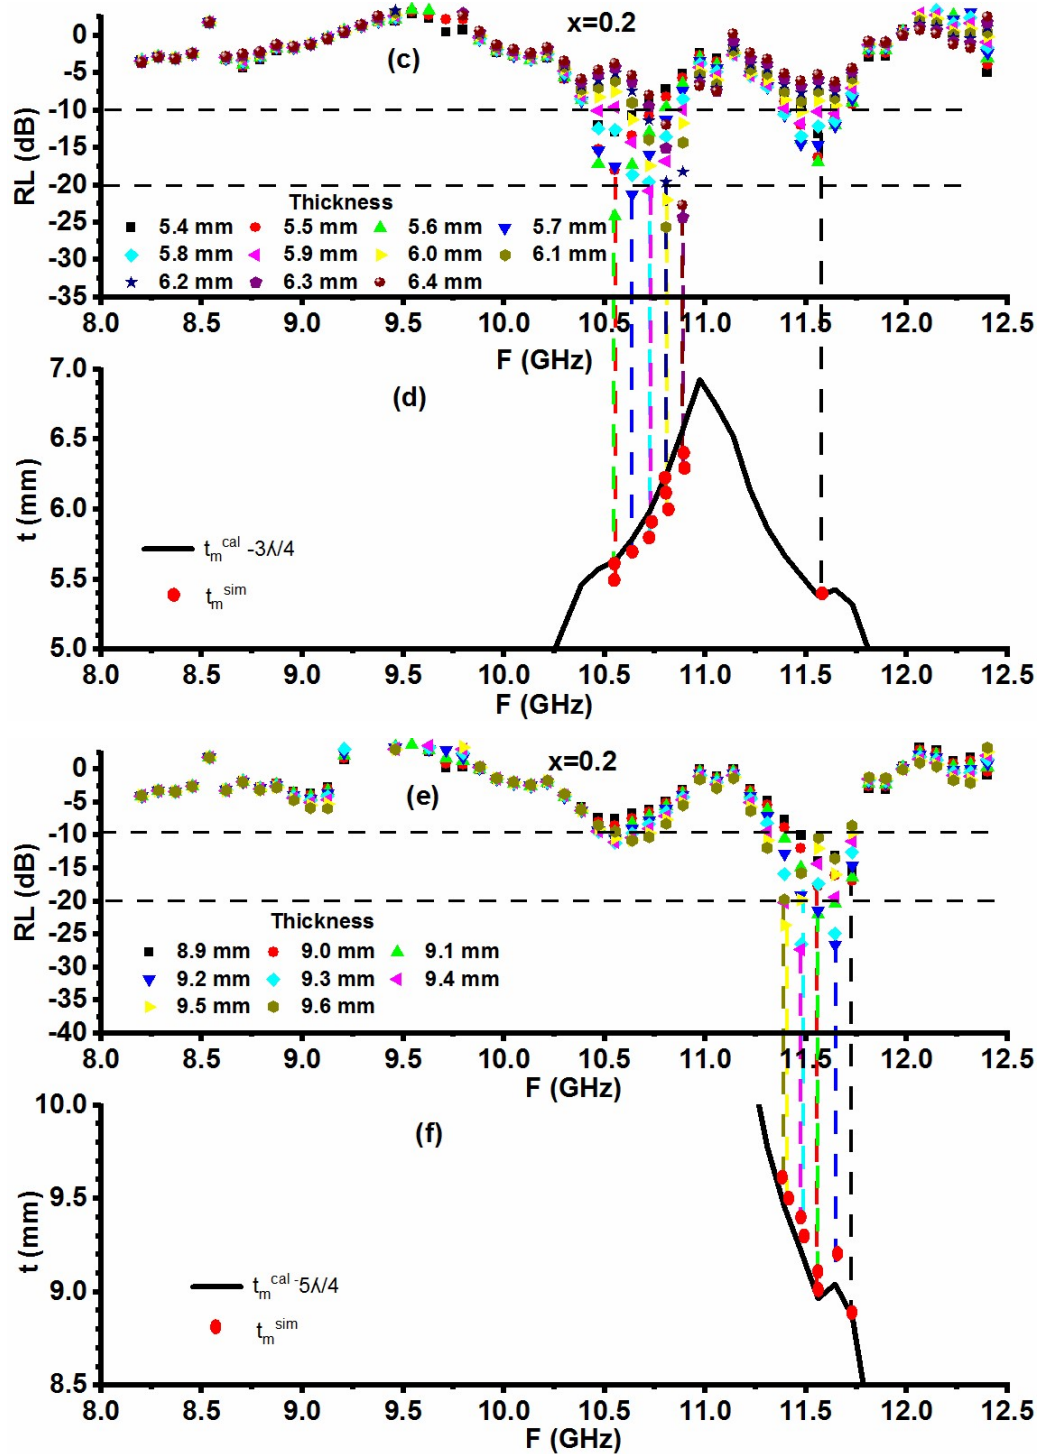 x=0.2
(c)
RL (dB)
0
-5
-10
-15
-20
-25
-30
-35
Thickness
5.4 mm 5.5 mm 5.6 mm 5.7 mm
5.8 mm 5.9 mm 6.0 mm 6.1 mm
6.2 mm 6.3 mm 6.4 mm
8.0 8.5 9.0 9.5 10.0 10.5 11.0 11.5 12.0 12.5
F (GHz)
(d)
t (mm)
7.0
6.5
6.0
5.5
5.0
tₘᶜᵃˡ -3λ/4
tₘˢⁱᵐ
8.0 8.5 9.0 9.5 10.0 10.5 11.0 11.5 12.0 12.5
F (GHz)
x=0.2
(e)
RL (dB)
0
-5
-10
-15
-20
-25
-30
-35
-40
Thickness
8.9 mm 9.0 mm 9.1 mm
9.2 mm 9.3 mm 9.4 mm
9.5 mm 9.6 mm
8.0 8.5 9.0 9.5 10.0 10.5 11.0 11.5 12.0 12.5
F (GHz)
(f)
t (mm)
10.0
9.5
9.0
8.5
tₘᶜᵃˡ -5λ/4
tₘˢⁱᵐ
8.0 8.5 9.0 9.5 10.0 10.5 11.0 11.5 12.0 12.5
F (GHz)